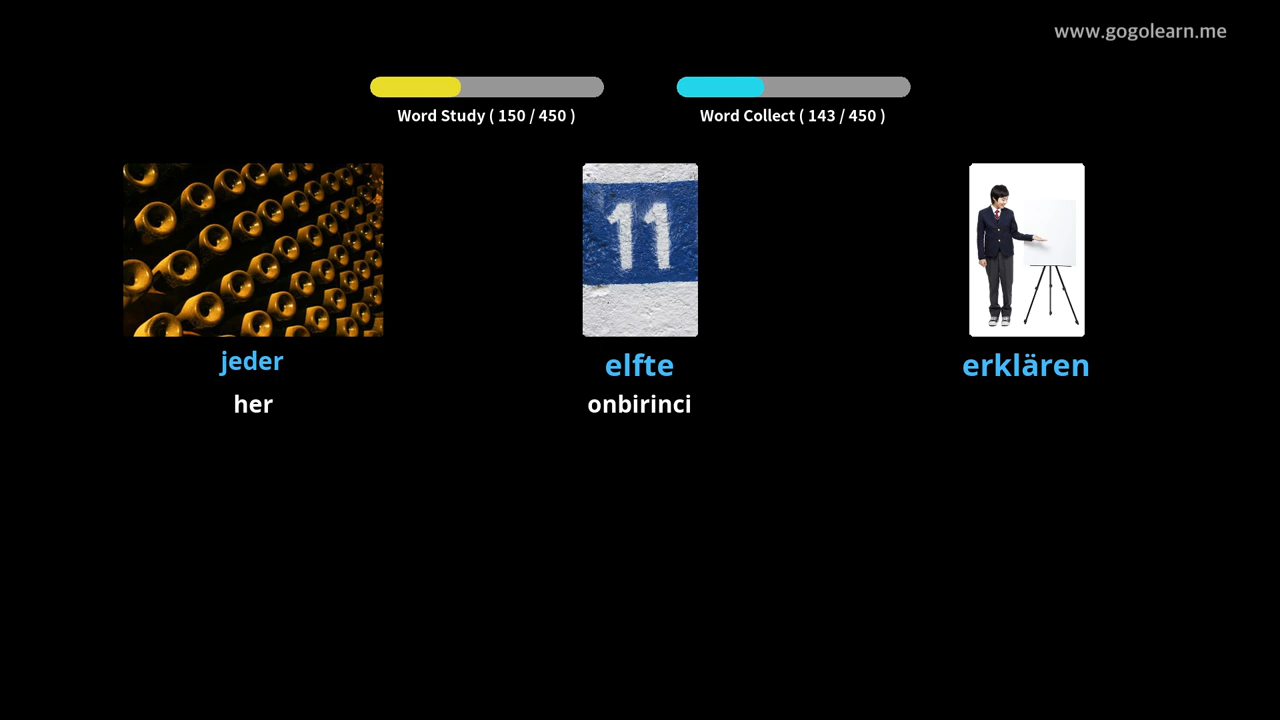 www.gogolearn.me
Word Study ( 150 / 450 )
Word Collect ( 143 / 450 )
11
jeder
elfte
erklären
her
onbirinci